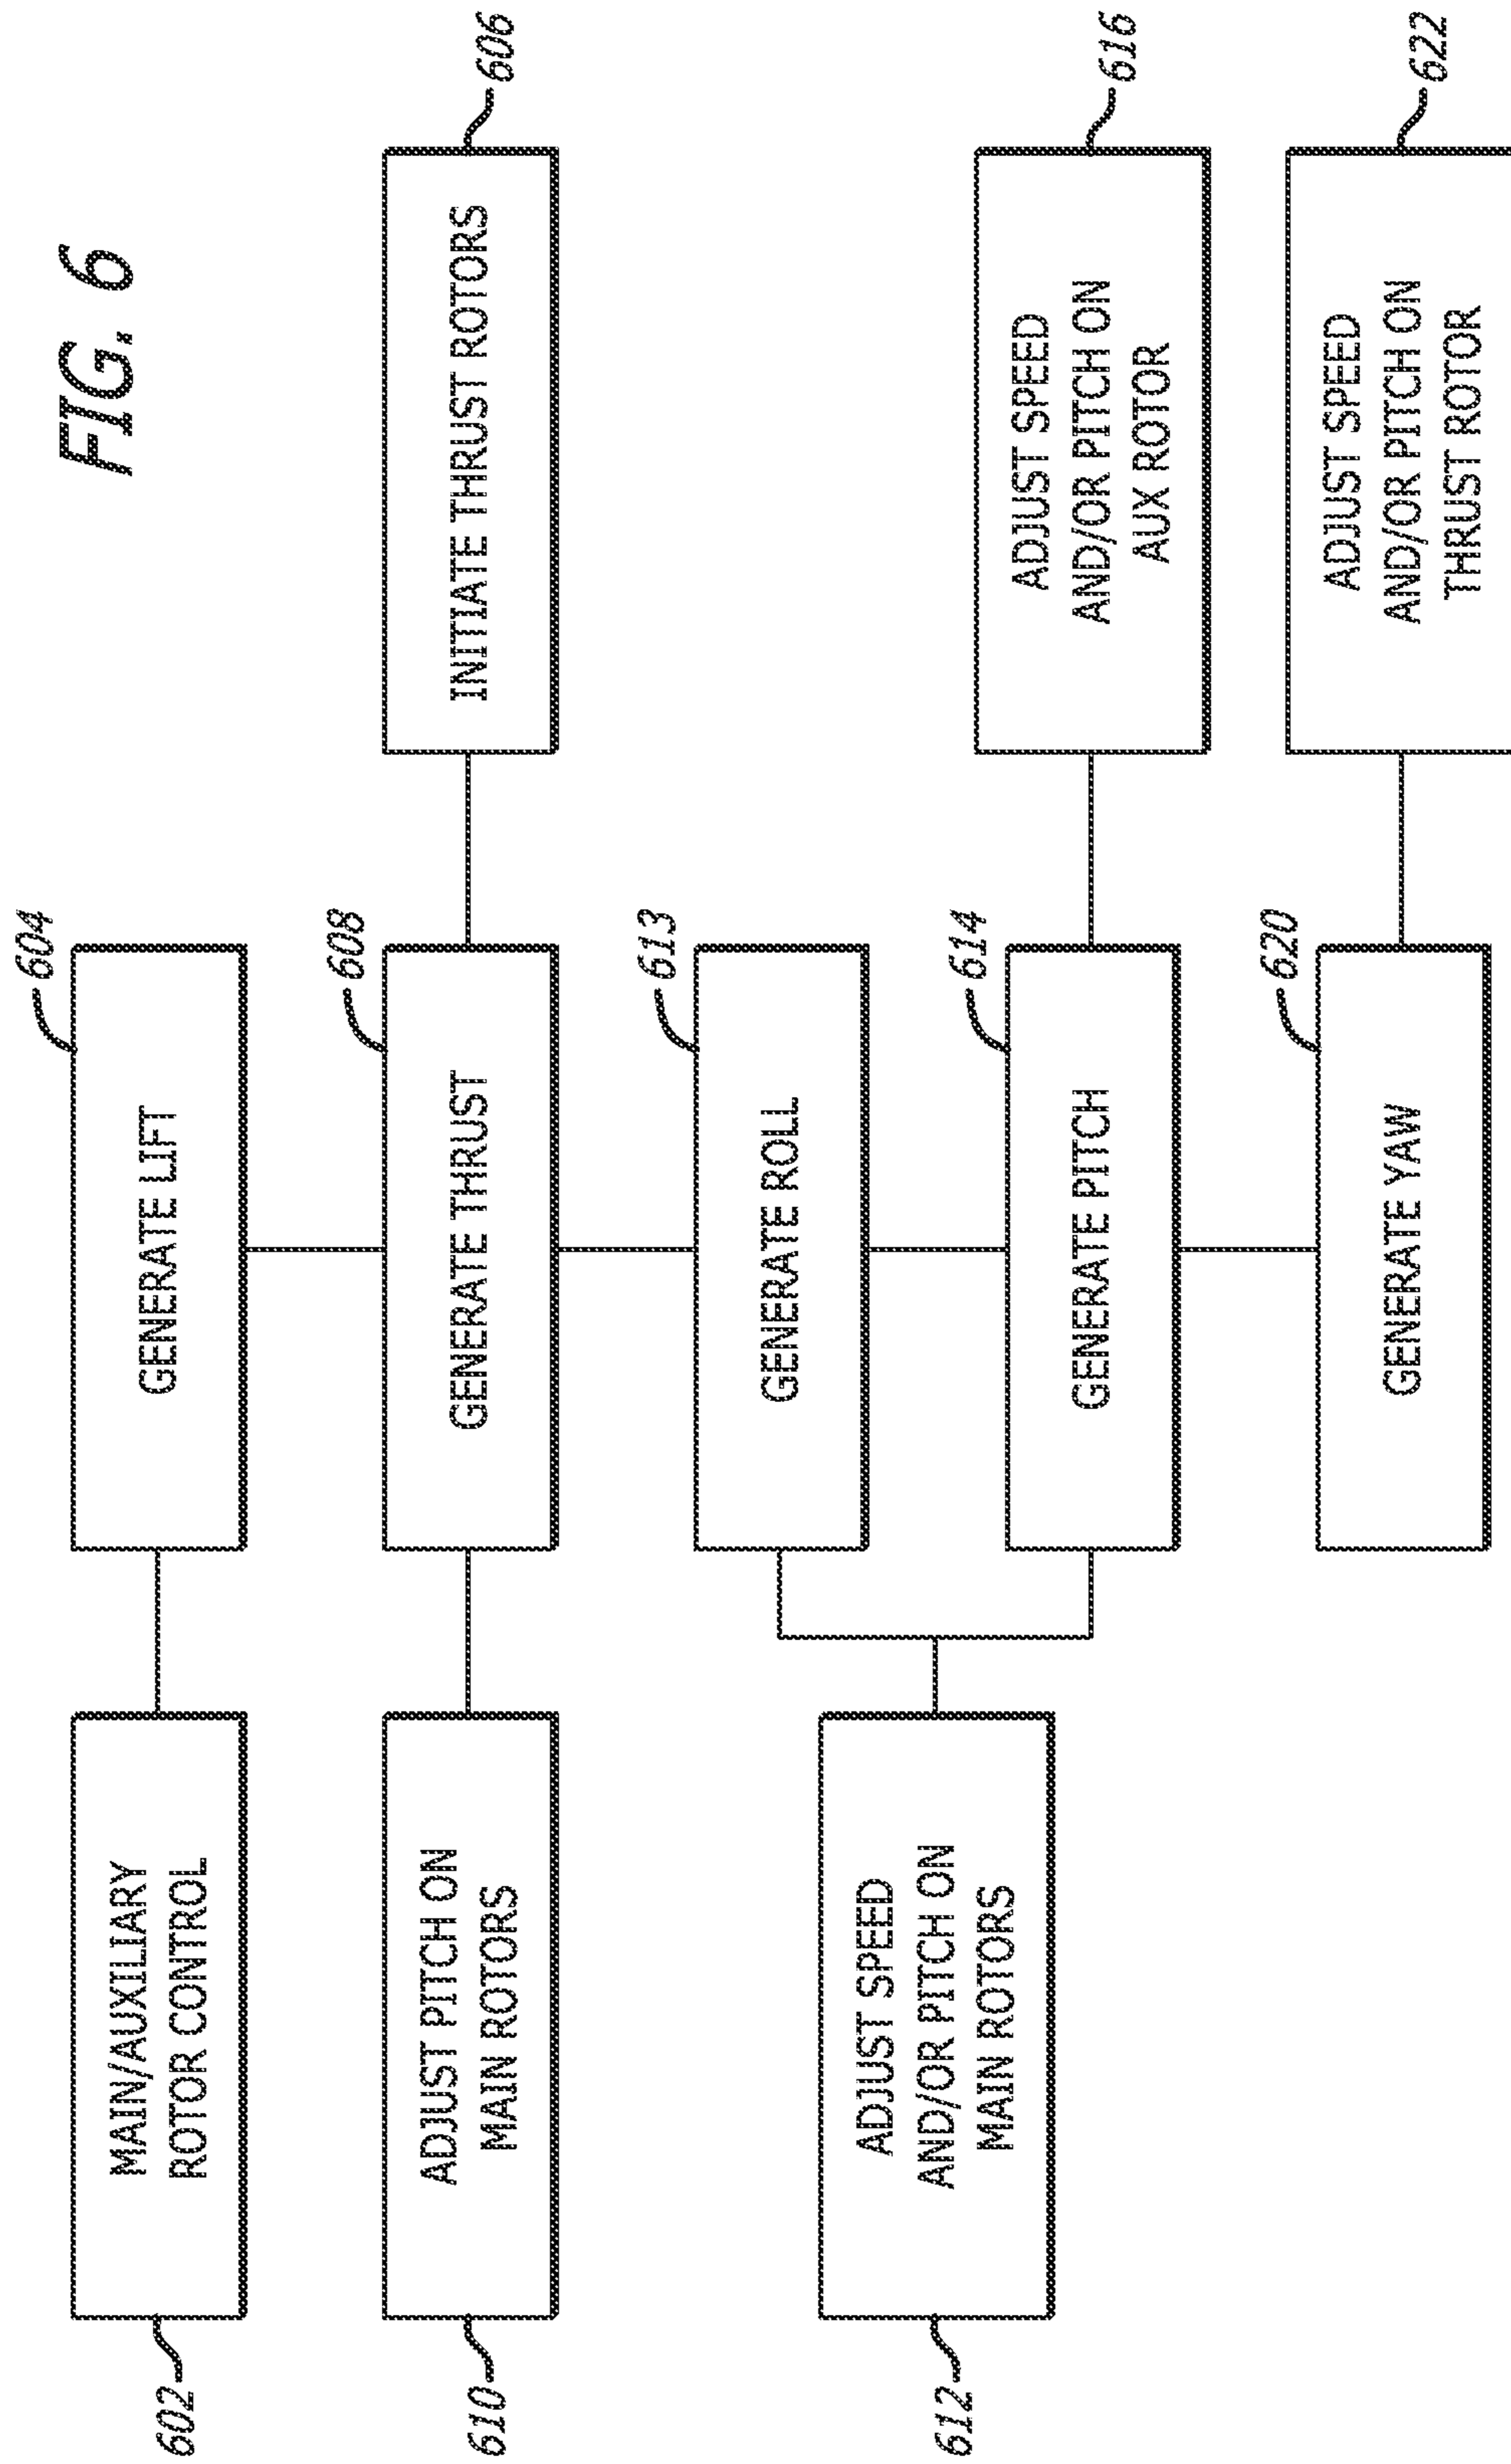 FIG. 6
602
MAIN/AUXILIARY
ROTOR CONTROL
604
GENERATE LIFT
610
ADJUST PITCH ON
MAIN ROTORS
608
GENERATE THRUST
606
INITIATE THRUST ROTORS
612
ADJUST SPEED
AND/OR PITCH ON
MAIN ROTORS
613
GENERATE ROLL
614
GENERATE PITCH
616
ADJUST SPEED
AND/OR PITCH ON
AUX ROTOR
620
GENERATE YAW
622
ADJUST SPEED
AND/OR PITCH ON
THRUST ROTOR